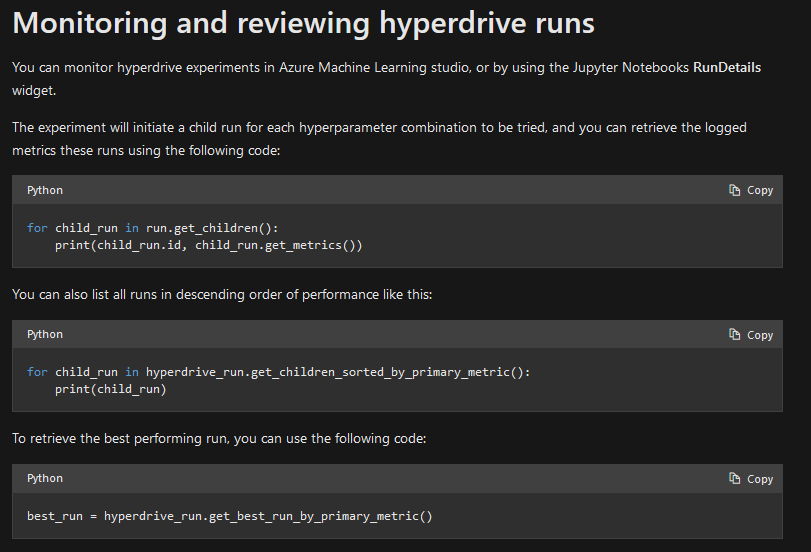 Monitoring and reviewing hyperdrive runs
You can monitor hyperdrive experiments in Azure Machine Learning studio, or by using the Jupyter Notebooks RunDetails
widget.
The experiment will initiate a child run for each hyperparameter combination to be tried, and you can retrieve the logged
metrics these runs using the following code:
Python Copy
for child_run in run.get_children():
    print(child_run.id, child_run.get_metrics())
You can also list all runs in descending order of performance like this:
Python Copy
for child_run in hyperdrive_run.get_children_sorted_by_primary_metric():
    print(child_run)
To retrieve the best performing run, you can use the following code:
Python Copy
best_run = hyperdrive_run.get_best_run_by_primary_metric()